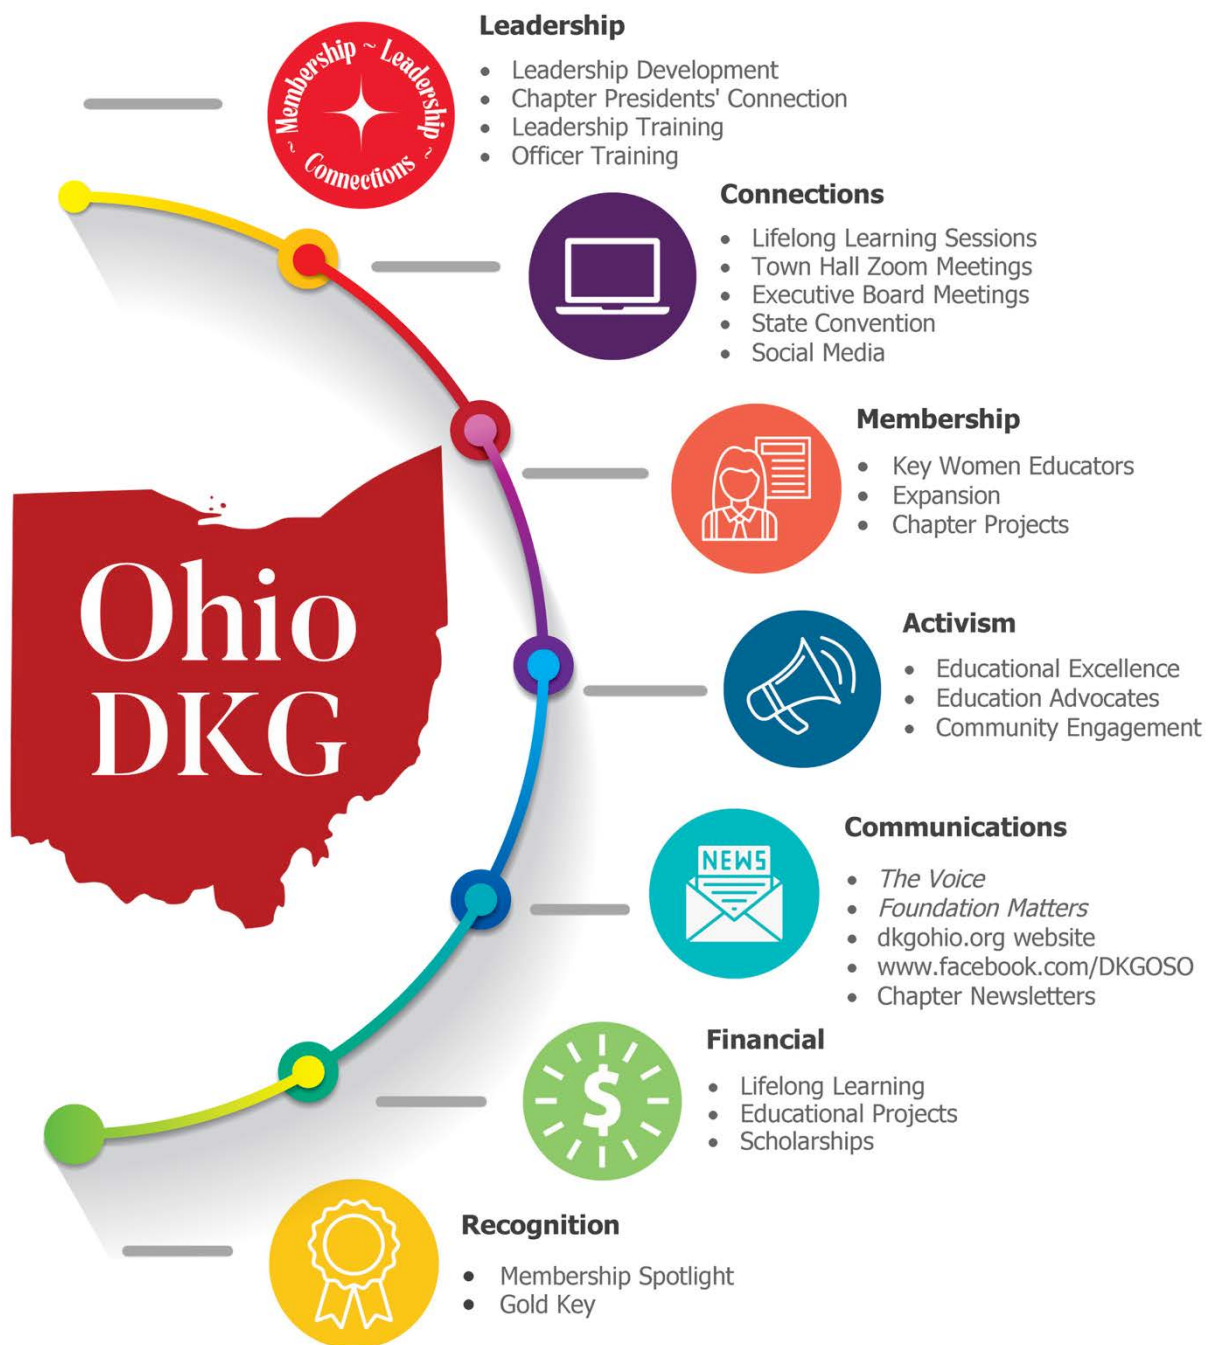 Leadership
~ Membership ~ Leadership ~ Connections
• Leadership Development
• Chapter Presidents' Connection
• Leadership Training
• Officer Training
Connections
• Lifelong Learning Sessions
• Town Hall Zoom Meetings
• Executive Board Meetings
• State Convention
• Social Media
Membership
• Key Women Educators
• Expansion
• Chapter Projects
Ohio
DKG
Activism
• Educational Excellence
• Education Advocates
• Community Engagement
Communications
NEWS
• The Voice
• Foundation Matters
• dkgohio.org website
• www.facebook.com/DKGOSO
• Chapter Newsletters
Financial
$
• Lifelong Learning
• Educational Projects
• Scholarships
Recognition
• Membership Spotlight
• Gold Key